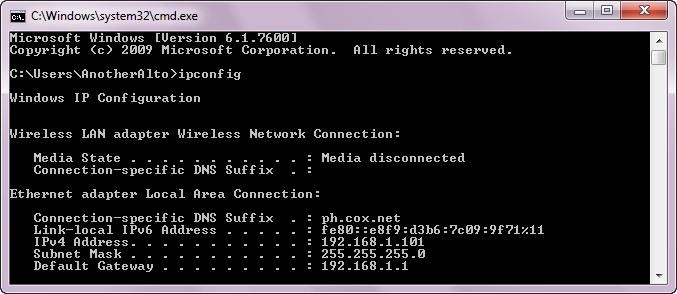 C:\Windows\system32\cmd.exe
Microsoft Windows [Version 6.1.7600]
Copyright (c) 2009 Microsoft Corporation.  All rights reserved.
C:\Users\AnotherAlto>ipconfig
Windows IP Configuration
Wireless LAN adapter Wireless Network Connection:
   Media State . . . . . . . . . . . : Media disconnected
   Connection-specific DNS Suffix  . :
Ethernet adapter Local Area Connection:
   Connection-specific DNS Suffix  . : ph.cox.net
   Link-local IPv6 Address . . . . . : fe80::e8f9:d3b6:7c09:9f71%11
   IPv4 Address. . . . . . . . . . . : 192.168.1.101
   Subnet Mask . . . . . . . . . . . : 255.255.255.0
   Default Gateway . . . . . . . . . : 192.168.1.1